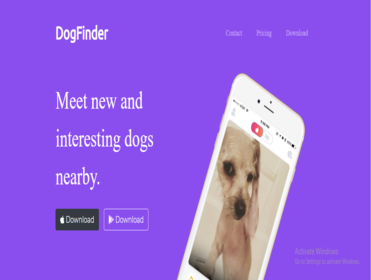 DogFinder
Contact Pricing Download
Meet new and
interesting dogs
nearby.
Download Download
Activate Windows
Go to Settings to activate Windows.